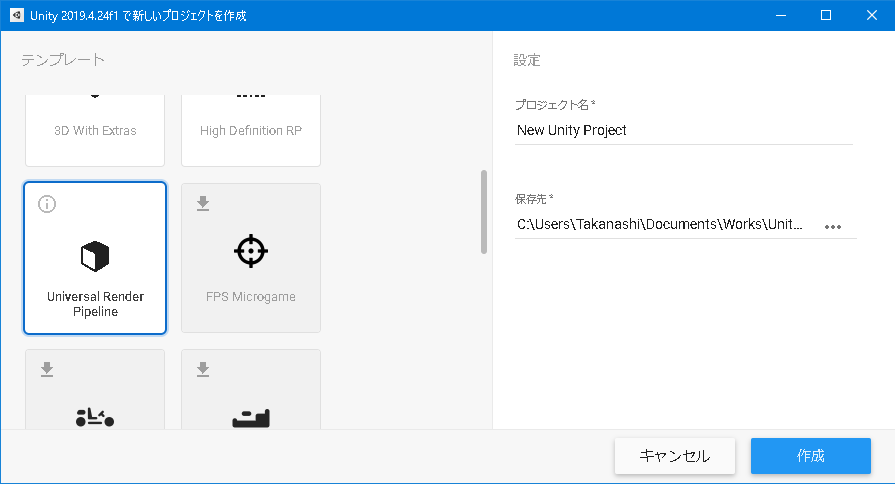 Unity 2019.4.24f1 で新しいプロジェクトを作成
テンプレート
3D With Extras
High Definition RP
Universal Render
Pipeline
FPS Microgame
設定
プロジェクト名 *
New Unity Project
保存先 *
C:\Users\Takanashi\Documents\Works\Unit...
キャンセル
作成